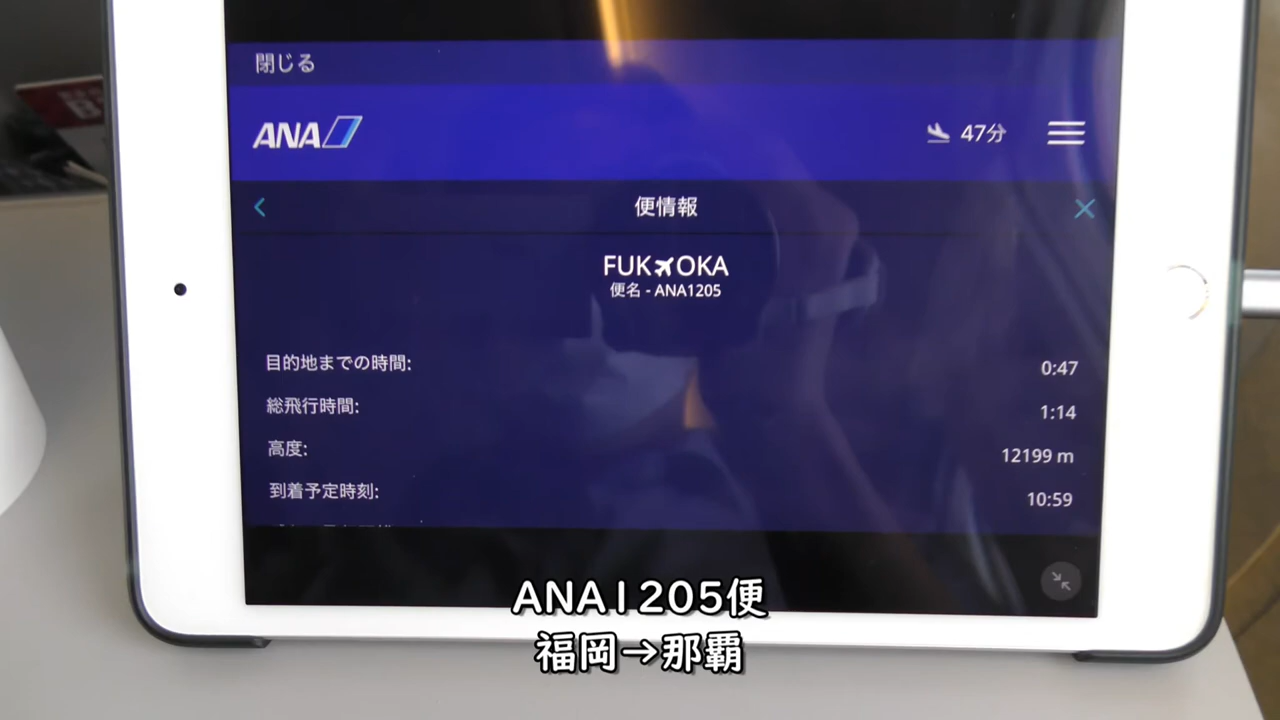 閉じる
ANA
47分
便情報
FUK✈OKA
便名 - ANA1205
目的地までの時間: 0:47
総飛行時間: 1:14
高度: 12199 m
到着予定時刻: 10:59
ANA1205便
福岡→那覇